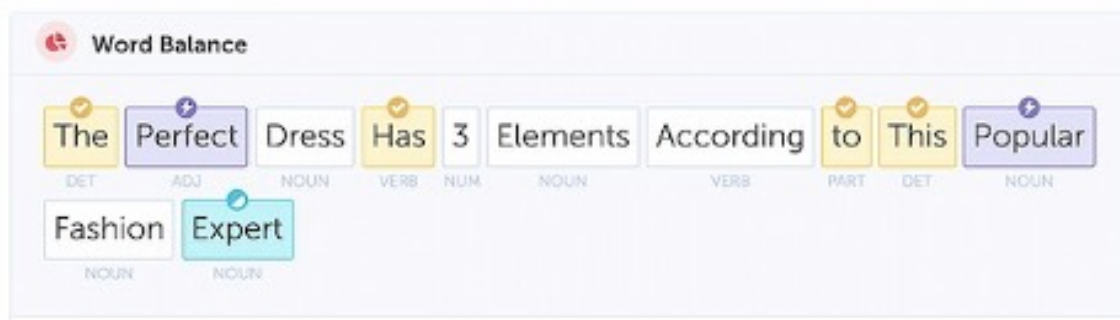 Word Balance
The Perfect Dress Has 3 Elements According to This Popular
DET ADJ NOUN VERB NUM NOUN VERB PART DET NOUN
Fashion Expert
NOUN NOUN